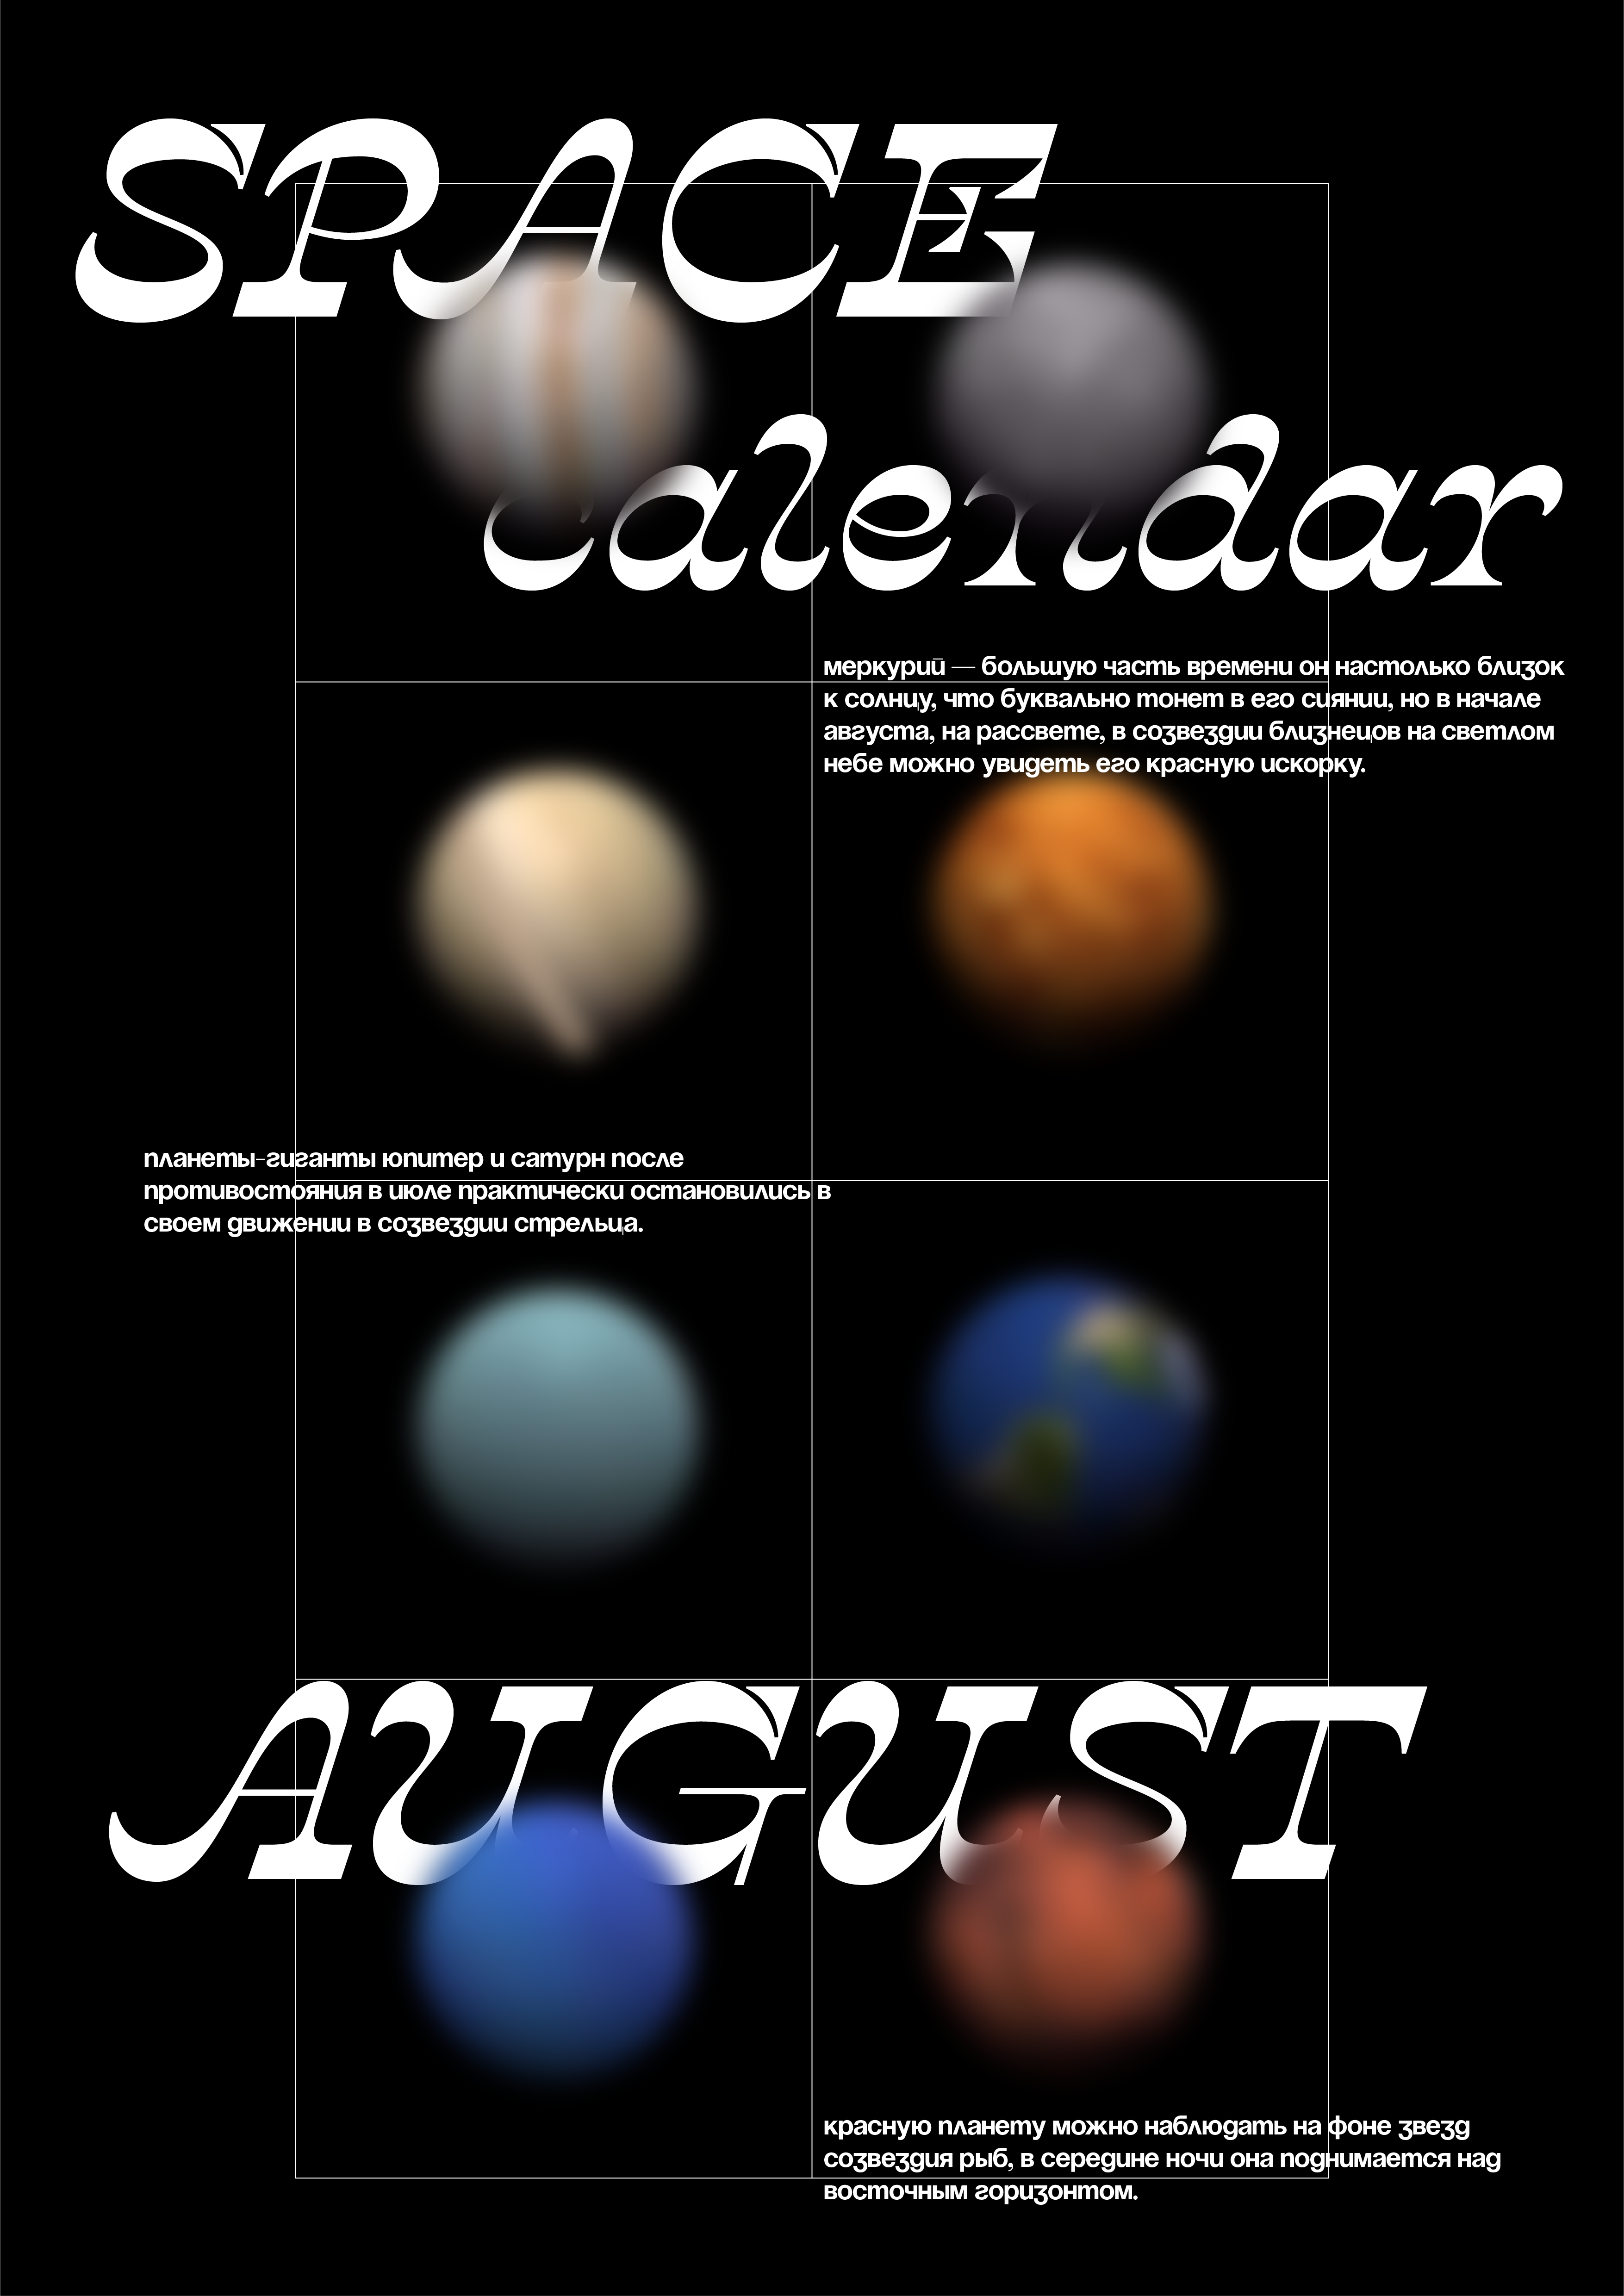 SPACE
calendar
меркурий — большую часть времени он настолько близок
к солнцу, что буквально тонет в его сиянии, но в начале
августа, на рассвете, в созвездии близнецов на светлом
небе можно увидеть его красную искорку.
планеты-гиганты юпитер и сатурн после
противостояния в июле практически остановились в
своем движении в созвездии стрельца.
AUGUST
красную планету можно наблюдать на фоне звезд
созвездия рыб, в середине ночи она поднимается над
восточным горизонтом.